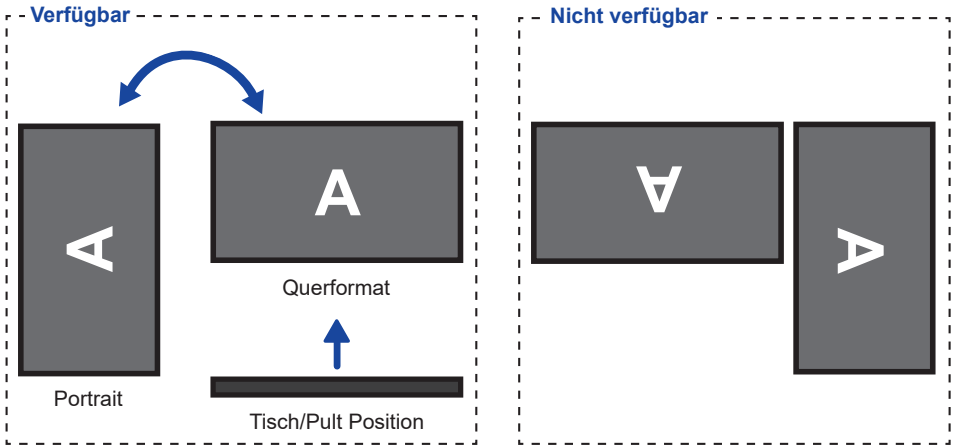 Verfügbar
A
A
Querformat
Portrait
Tisch/Pult Position
Nicht verfügbar
A
A